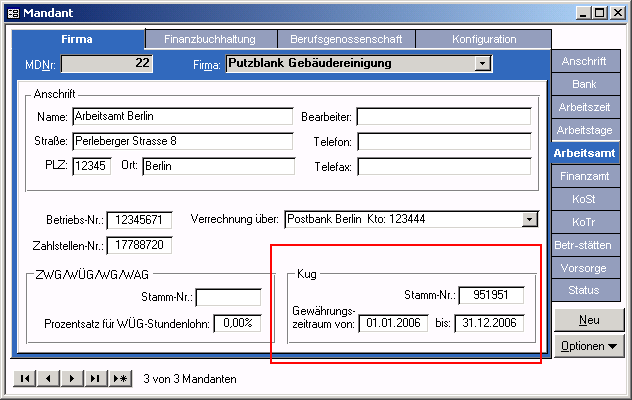 Mandant
Firma Finanzbuchhaltung Berufsgenossenschaft Konfiguration
MDNr: 22 Firma: Putzblank Gebäudereinigung
Anschrift
Name: Arbeitsamt Berlin Bearbeiter:
Straße: Perleberger Strasse 8 Telefon:
PLZ: 12345 Ort: Berlin Telefax:
Betriebs-Nr.: 12345671 Verrechnung über: Postbank Berlin Kto: 123444
Zahlstellen-Nr.: 17788720
ZWG/WÜG/WG/WAG
Stamm-Nr.:
Prozentsatz für WÜG-Stundenlohn: 0,00%
Kug
Stamm-Nr.: 951951
Gewährungs-
zeitraum von: 01.01.2006 bis: 31.12.2006
Anschrift
Bank
Arbeitszeit
Arbeitstage
Arbeitsamt
Finanzamt
KoSt
KoTr
Betr-stätten
Vorsorge
Status
Neu
Optionen
3 von 3 Mandanten